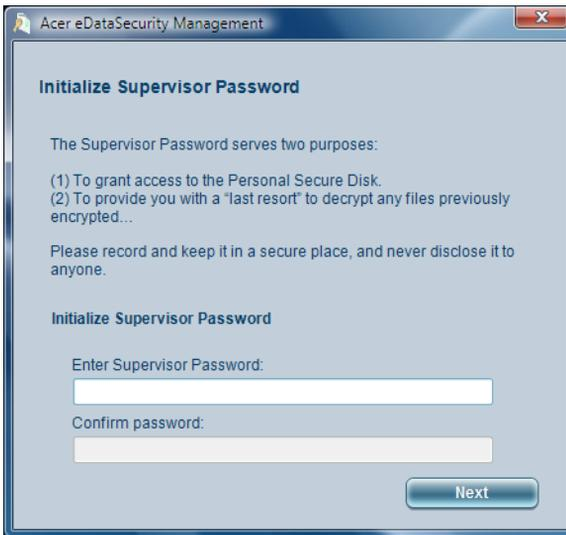 Acer eDataSecurity Management
Initialize Supervisor Password
The Supervisor Password serves two purposes:
(1) To grant access to the Personal Secure Disk.
(2) To provide you with a “last resort” to decrypt any files previously
encrypted...
Please record and keep it in a secure place, and never disclose it to
anyone.
Initialize Supervisor Password
Enter Supervisor Password:
Confirm password:
Next